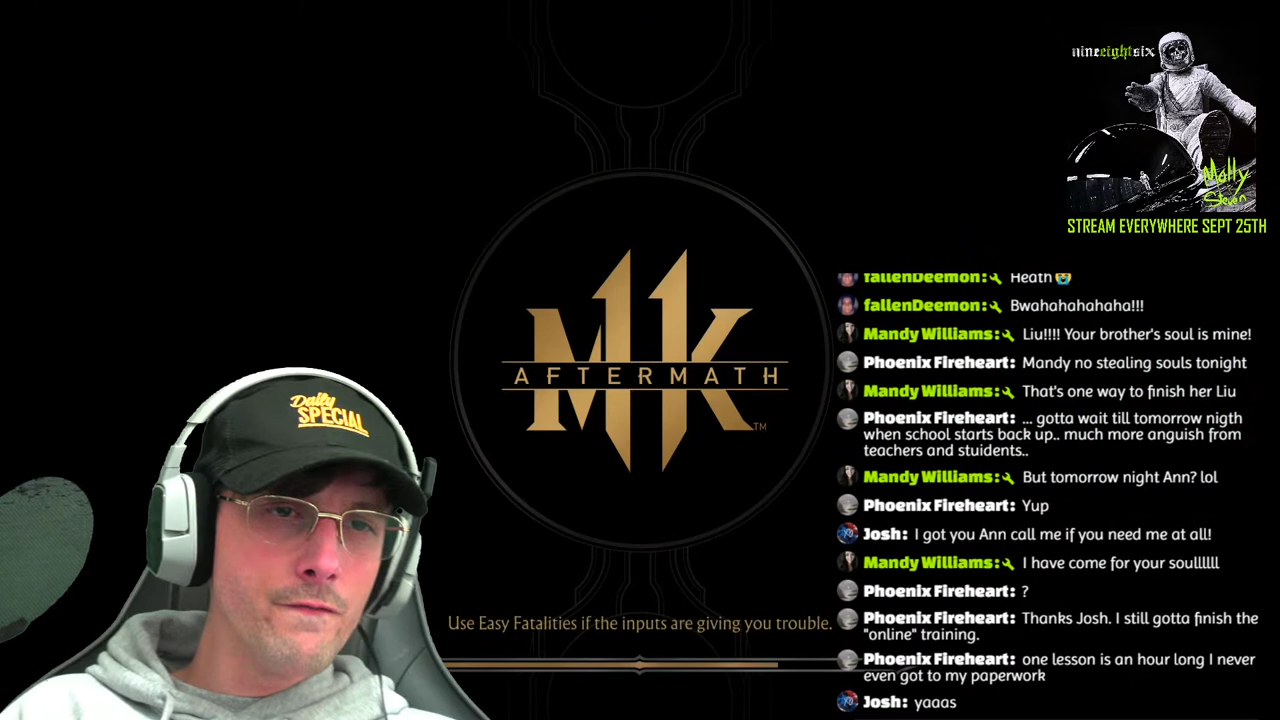 nineeightsix
Molly
Steven
STREAM EVERYWHERE SEPT 25TH
fallenDeemon: Heath
fallenDeemon: Bwahahahahaha!!!
Mandy Williams: Liu!!!! Your brother's soul is mine!
Phoenix Fireheart: Mandy no stealing souls tonight
Mandy Williams: That's one way to finish her Liu
Phoenix Fireheart: ... gotta wait till tomorrow nigth
when school starts back up.. much more anguish from
teachers and stuidents..
Mandy Williams: But tomorrow night Ann? lol
Phoenix Fireheart: Yup
Josh: I got you Ann call me if you need me at all!
Mandy Williams: I have come for your soulllllll
Phoenix Fireheart: ?
Phoenix Fireheart: Thanks Josh. I still gotta finish the
"online" training.
Phoenix Fireheart: one lesson is an hour long I never
even got to my paperwork
Josh: yaaas
MK11
AFTERMATH
TM
Daily
SPECIAL
Use Easy Fatalities if the inputs are giving you trouble.